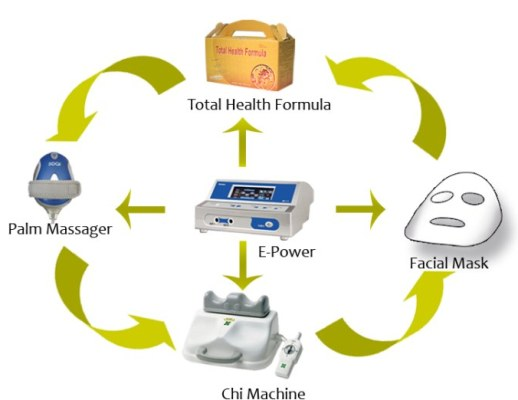 Total Health Formula
Total Health Formula
Palm Massager
E-Power
Facial Mask
Chi Machine